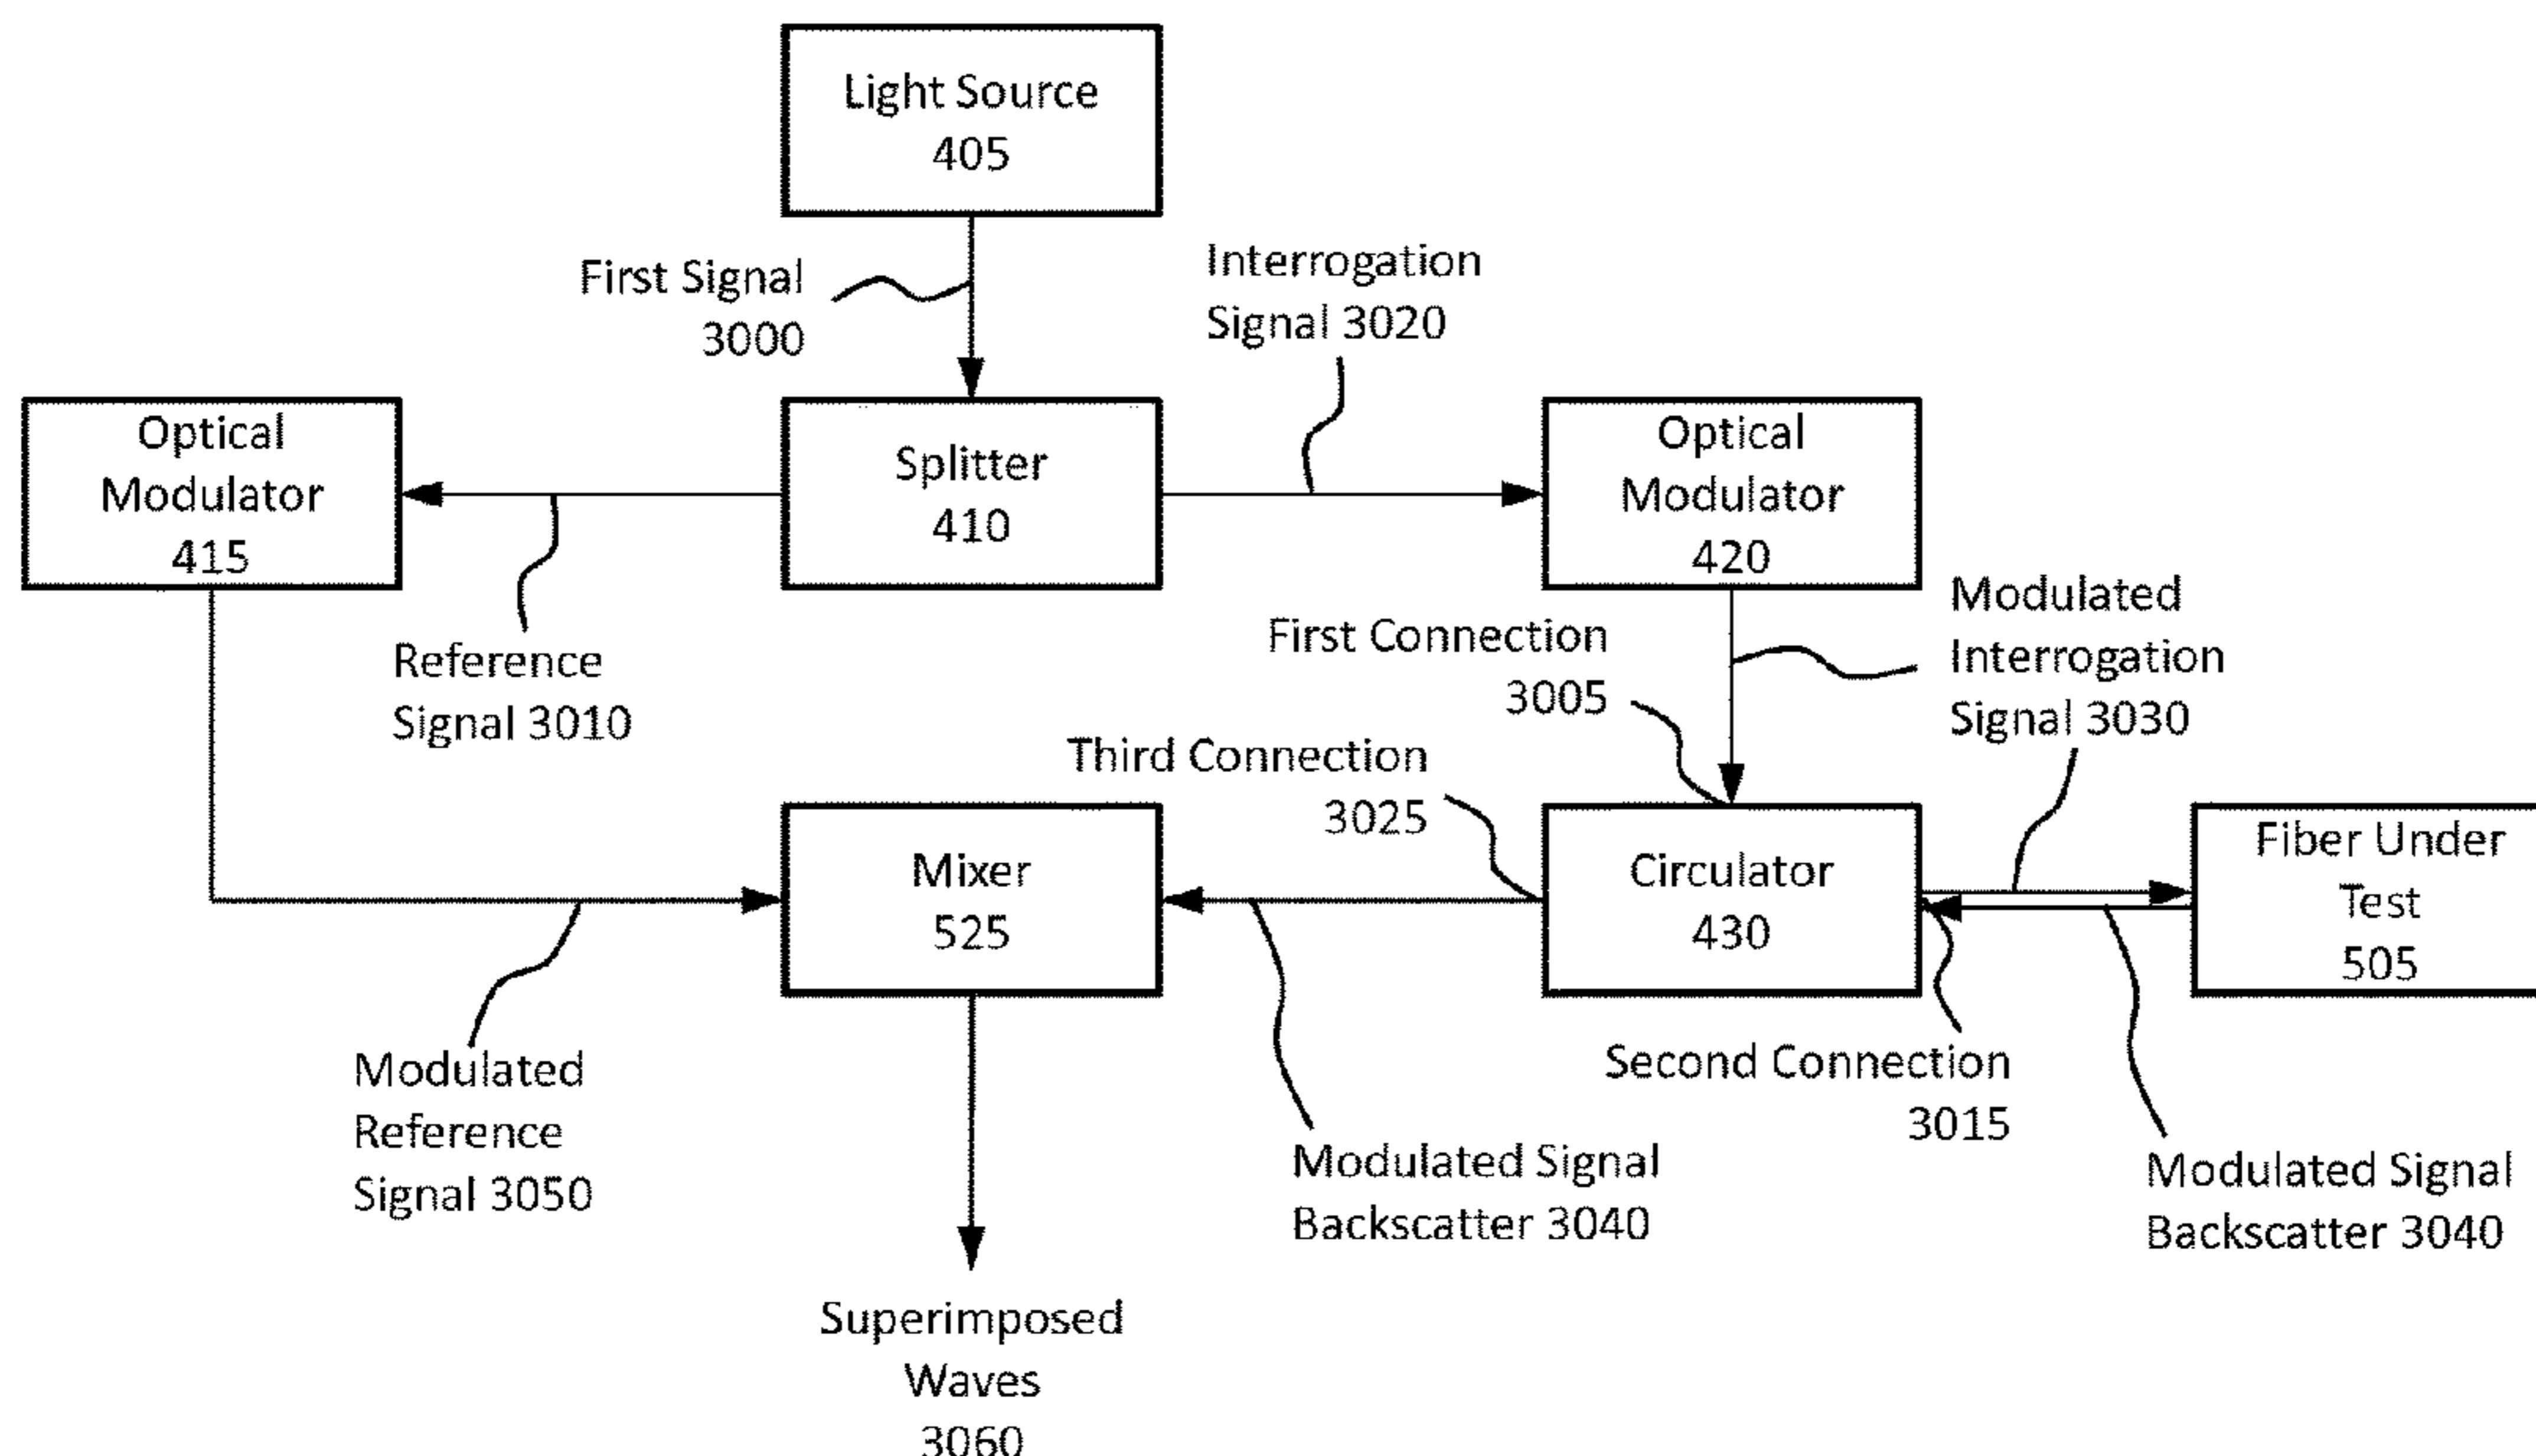 Light Source
405
First Signal
3000
Interrogation
Signal 3020
Optical
Modulator
415
Splitter
410
Optical
Modulator
420
Reference
Signal 3010
First Connection
3005
Modulated
Interrogation
Signal 3030
Third Connection
3025
Mixer
525
Circulator
430
Fiber Under
Test
505
Modulated
Reference
Signal 3050
Modulated Signal
Backscatter 3040
Second Connection
3015
Modulated Signal
Backscatter 3040
Superimposed
Waves
3060